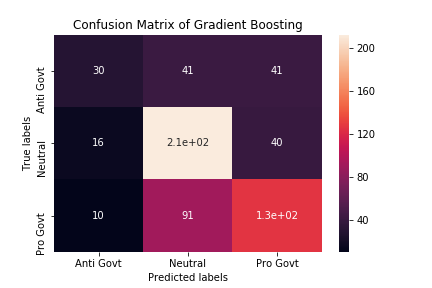 Confusion Matrix of Gradient Boosting
30 41 41
16 2.1e+02 40
10 91 1.3e+02
Anti Govt
Neutral
Pro Govt
True labels
Anti Govt Neutral Pro Govt
Predicted labels
200
160
120
80
40